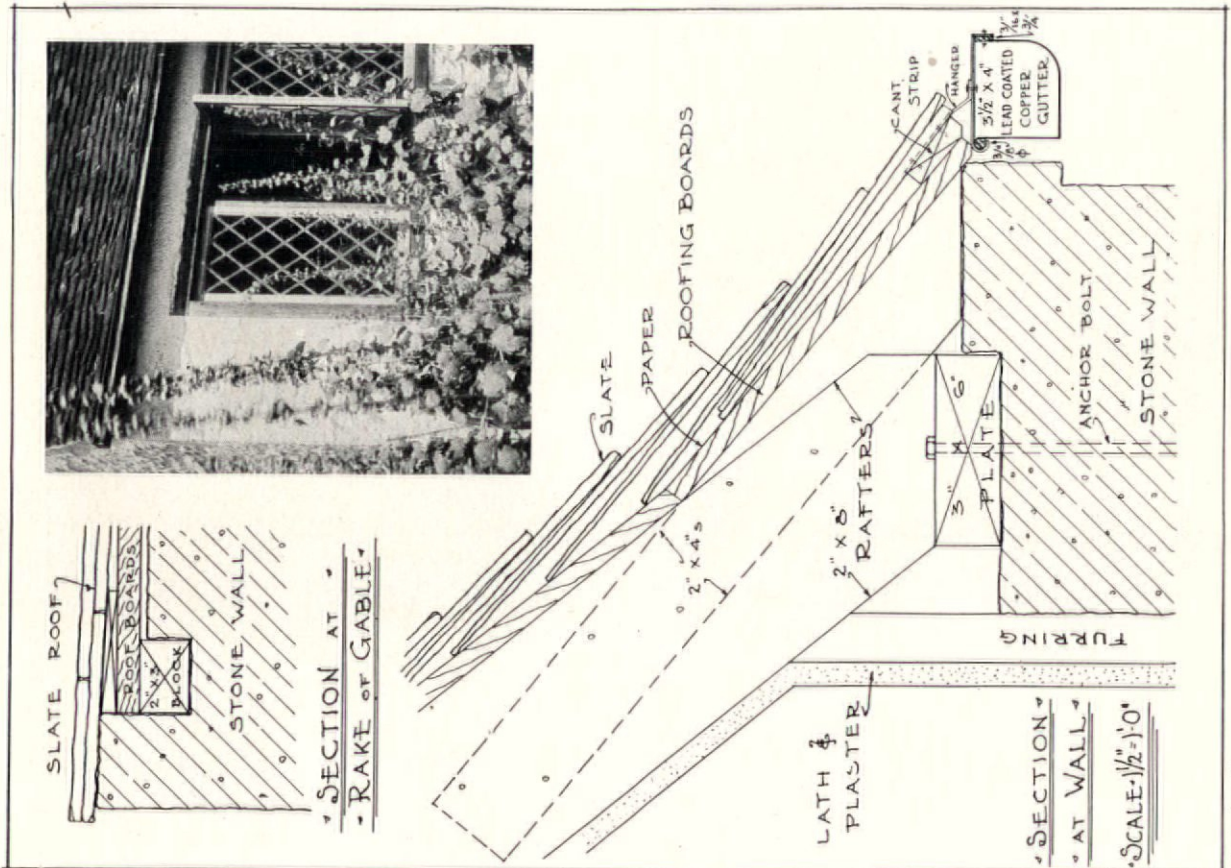 SLATE ROOF
ROOF BOARDS
2" X 3"
BLOCK
STONE WALL
SECTION AT
RAKE OF GABLE
SLATE
PAPER
ROOFING BOARDS
CANT
STRIP
HANGER
3½" X 4"
LEAD COATED
COPPER
GUTTER
2" X 4"s
2" X 8"
RAFTERS
3" X 6"
PLATE
ANCHOR BOLT
STONE WALL
FURRING
LATH &
PLASTER
SECTION
AT WALL
SCALE·1½"=1'-0"